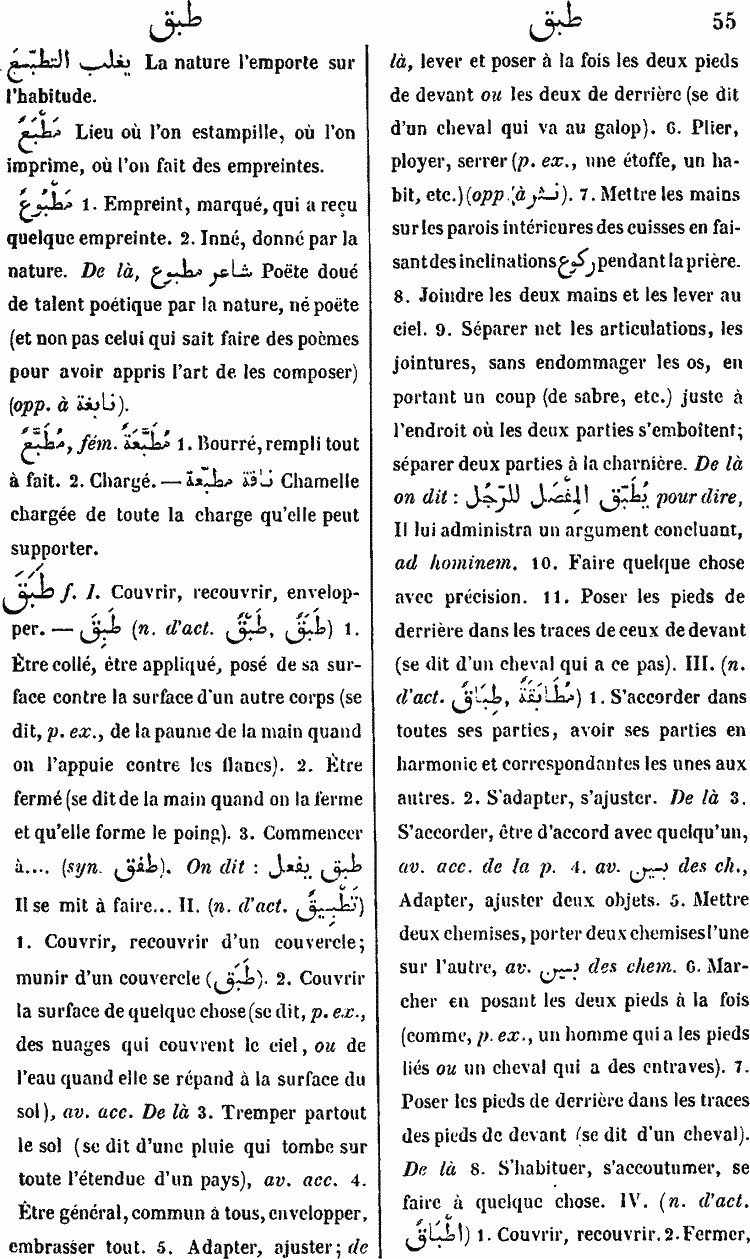 طبق
طبق
55
يغلب التطبّع La nature l'emporte sur
l'habitude.
مَطْبَعٌ Lieu où l'on estampille, où l'on
imprime, où l'on fait des empreintes.
مَطْبُوعٌ 1. Empreint, marqué, qui a reçu
quelque empreinte. 2. Inné, donné par la
nature. De là, شاعر مطبوع Poëte doué
de talent poétique par la nature, né poëte
(et non pas celui qui sait faire des poèmes
pour avoir appris l'art de les composer)
(opp. à نابغة).
مُطَبَّعٌ, fém. مُطَبَّعَةٌ 1. Bourré, rempli tout
à fait. 2. Chargé. — ناقة مطبّعة Chamelle
chargée de toute la charge qu'elle peut
supporter.
طَبَقَ f. I. Couvrir, recouvrir, envelop-
per. — طَبِقَ (n. d'act. طَبْقٌ, طَبَقٌ) 1.
Être collé, être appliqué, posé de sa sur-
face contre la surface d'un autre corps (se
dit, p. ex., de la paume de la main quand
on l'appuie contre les flancs). 2. Être
fermé (se dit de la main quand on la ferme
et qu'elle forme le poing). 3. Commencer
à.... (syn. طفق). On dit : طبق يفعل
Il se mit à faire... II. (n. d'act. تَطْبِيقٌ)
1. Couvrir, recouvrir d'un couvercle;
munir d'un couvercle (طَبَق). 2. Couvrir
la surface de quelque chose (se dit, p. ex.,
des nuages qui couvrent le ciel, ou de
l'eau quand elle se répand à la surface du
sol), av. acc. De là 3. Tremper partout
le sol (se dit d'une pluie qui tombe sur
toute l'étendue d'un pays), av. acc. 4.
Être général, commun à tous, envelopper,
embrasser tout. 5. Adapter, ajuster; de
là, lever et poser à la fois les deux pieds
de devant ou les deux de derrière (se dit
d'un cheval qui va au galop). 6. Plier,
ployer, serrer (p. ex., une étoffe, un ha-
bit, etc.) (opp. à نشر). 7. Mettre les mains
sur les parois intérieures des cuisses en fai-
sant des inclinations ركوع pendant la prière.
8. Joindre les deux mains et les lever au
ciel. 9. Séparer net les articulations, les
jointures, sans endommager les os, en
portant un coup (de sabre, etc.) juste à
l'endroit où les deux parties s'emboîtent;
séparer deux parties à la charnière. De là
on dit : يُطَبِّق المِفْصَل للرَّجُل pour dire,
Il lui administra un argument concluant,
ad hominem. 10. Faire quelque chose
avec précision. 11. Poser les pieds de
derrière dans les traces de ceux de devant
(se dit d'un cheval qui a ce pas). III. (n.
d'act. مُطَابَقَةٌ, طِبَاقٌ) 1. S'accorder dans
toutes ses parties, avoir ses parties en
harmonie et correspondantes les unes aux
autres. 2. S'adapter, s'ajuster. De là 3.
S'accorder, être d'accord avec quelqu'un,
av. acc. de la p. 4. av. بين des ch.,
Adapter, ajuster deux objets. 5. Mettre
deux chemises, porter deux chemises l'une
sur l'autre, av. بين des chem. 6. Mar-
cher en posant les deux pieds à la fois
(comme, p. ex., un homme qui a les pieds
liés ou un cheval qui a des entraves). 7.
Poser les pieds de derrière dans les traces
des pieds de devant (se dit d'un cheval).
De là 8. S'habituer, s'accoutumer, se
faire à quelque chose. IV. (n. d'act.
اطْبَاقٌ) 1. Couvrir, recouvrir. 2. Fermer,